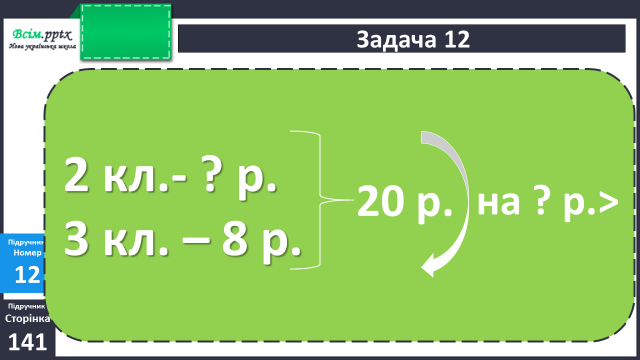 Всім.pptx
Нова українська школа
Задача 12
2 кл.- ? р.
3 кл. – 8 р.
20 р.
на ? р.>
Підручник
Номер
12
Підручник
Сторінка
141